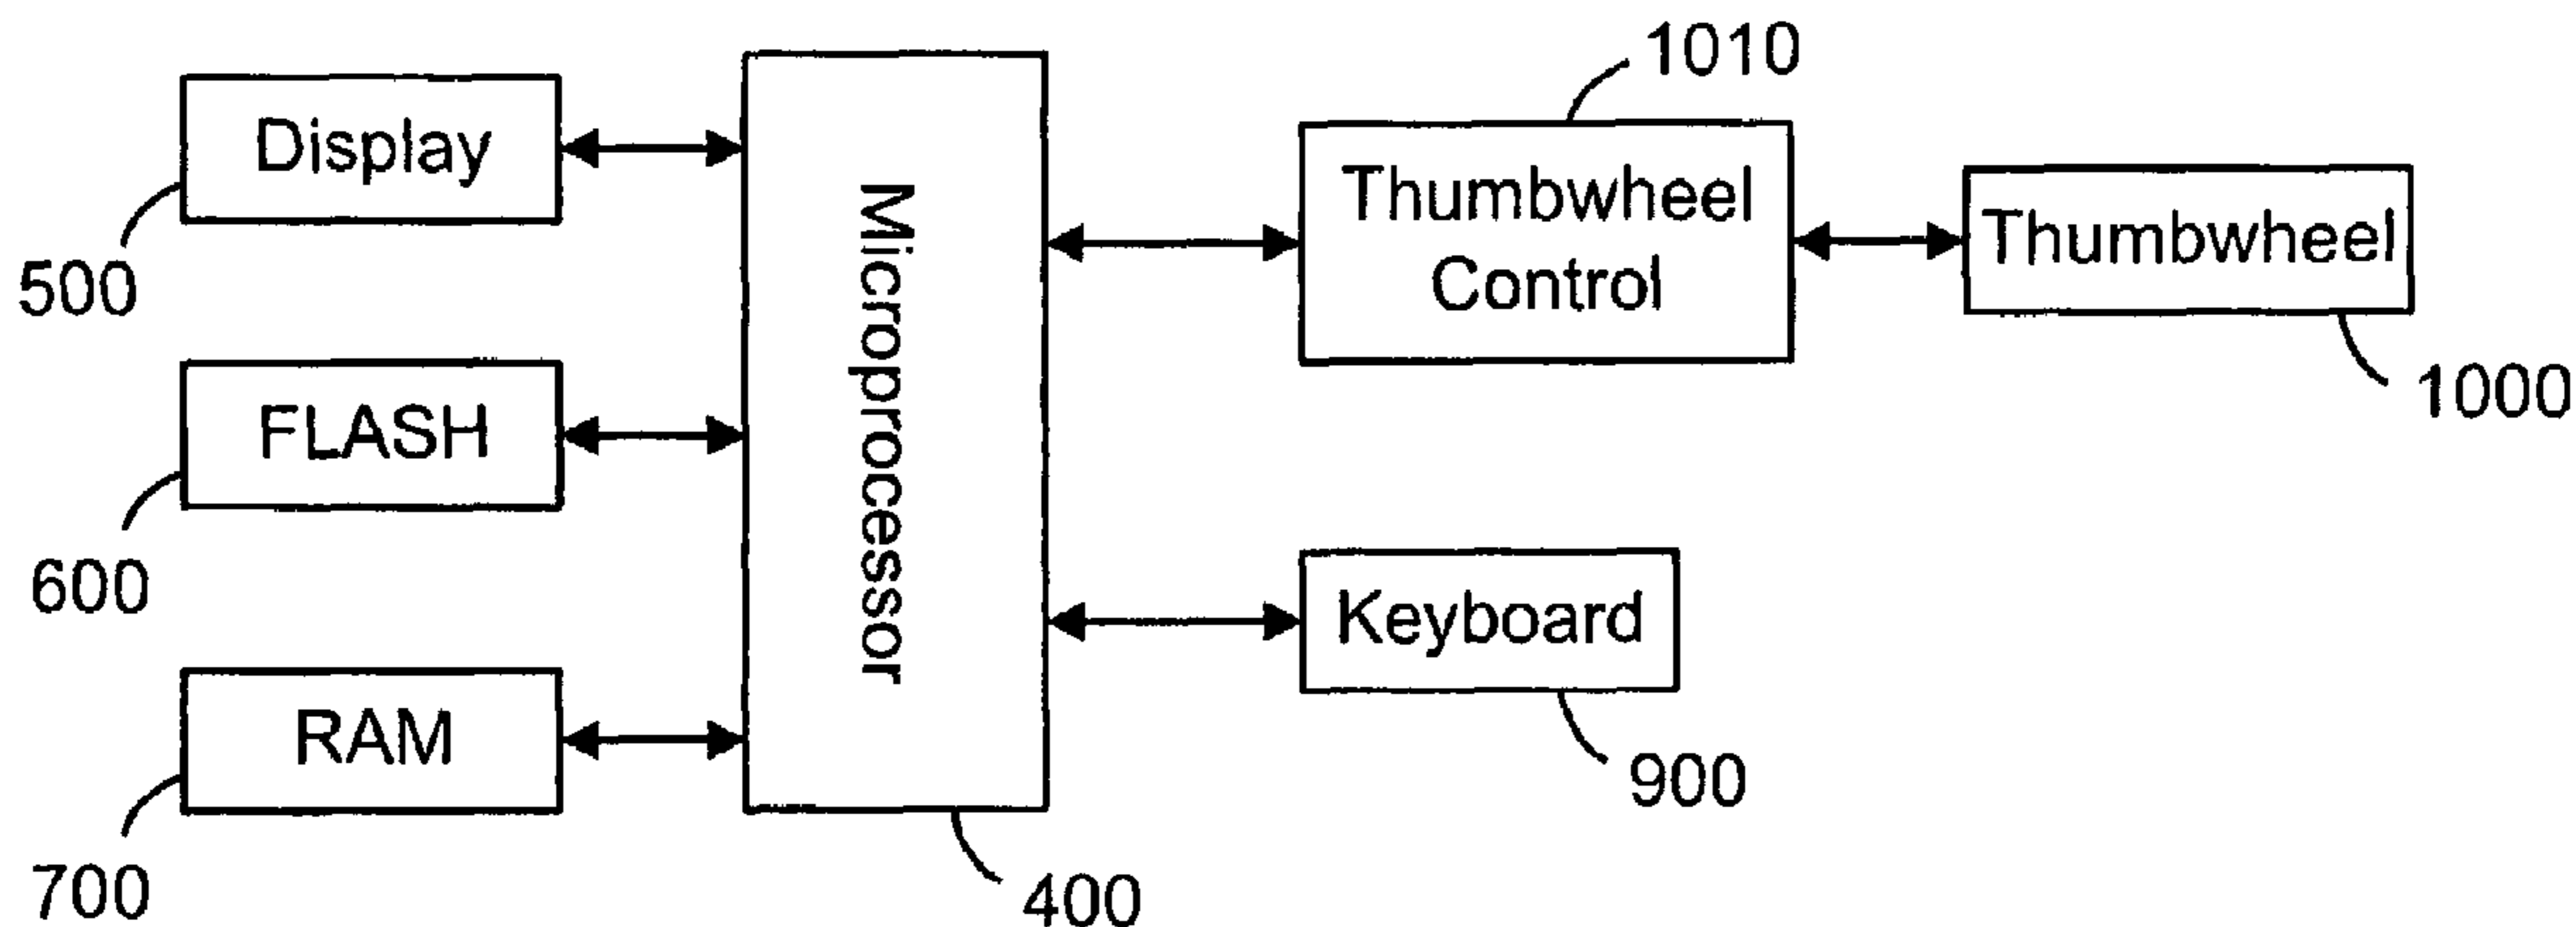 1010
Display
Thumbwheel
Control
Thumbwheel
500
Microprocessor
1000
FLASH
600
Keyboard
RAM
900
700
400